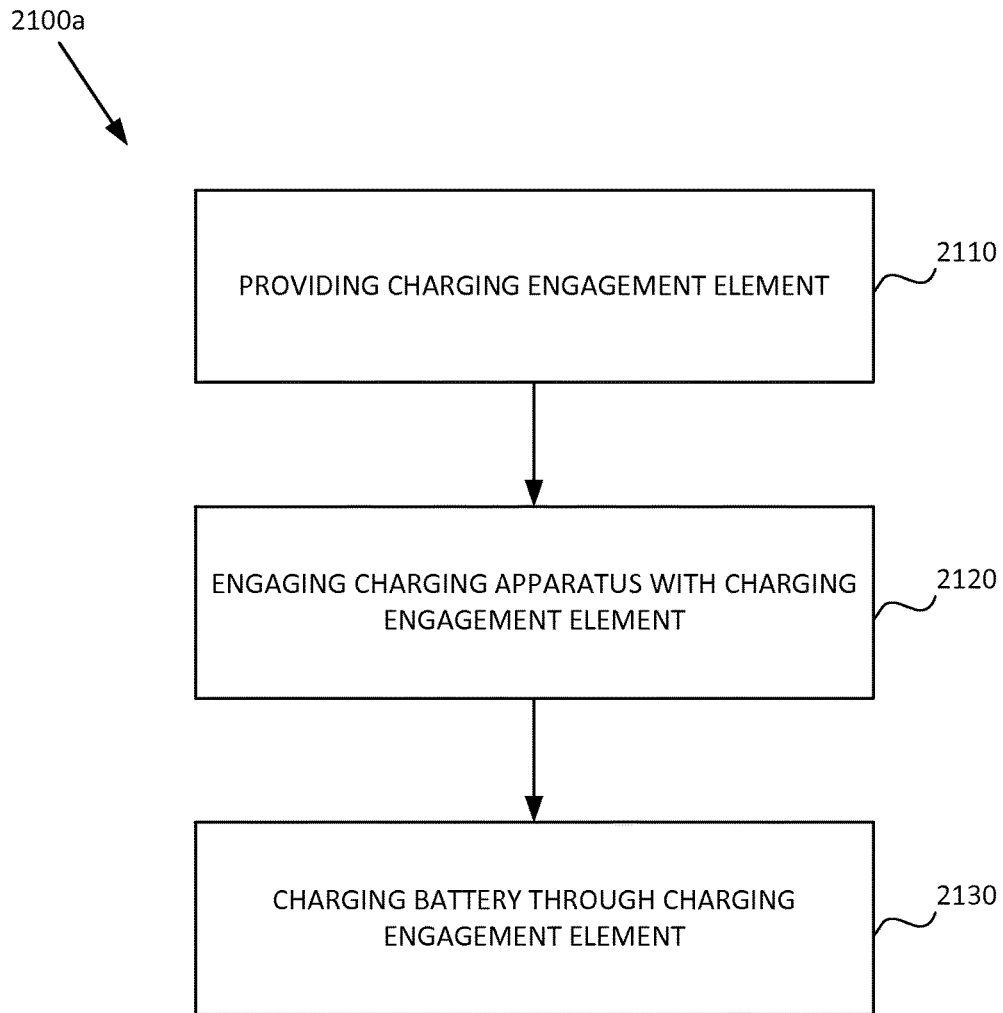 2100a
PROVIDING CHARGING ENGAGEMENT ELEMENT
2110
ENGAGING CHARGING APPARATUS WITH CHARGING
ENGAGEMENT ELEMENT
2120
CHARGING BATTERY THROUGH CHARGING
ENGAGEMENT ELEMENT
2130